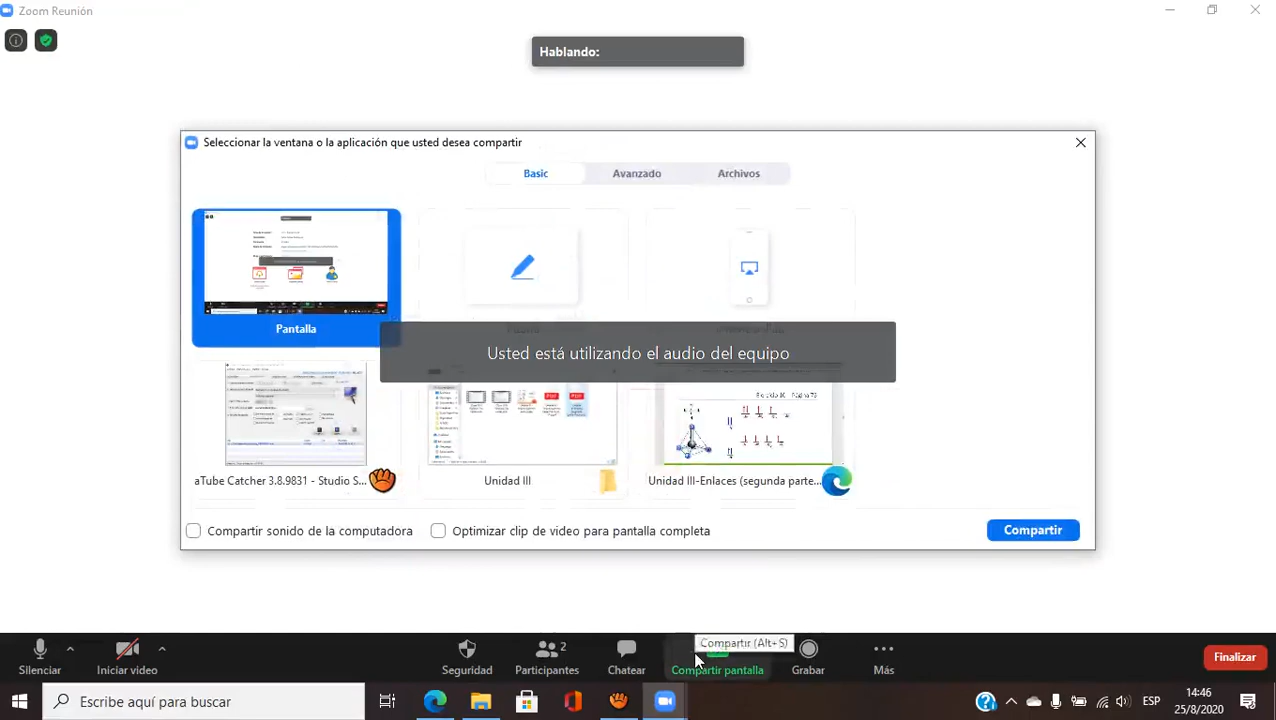 Zoom Reunión
Hablando:
Seleccionar la ventana o la aplicación que usted desea compartir
Basic
Avanzado
Archivos
Pantalla
Usted está utilizando el audio del equipo
aTube Catcher 3.8.9831 - Studio S...
Unidad III
Unidad III-Enlaces (segunda parte...
Compartir sonido de la computadora
Optimizar clip de video para pantalla completa
Compartir
Compartir (Alt+S)
Silenciar
Iniciar video
Seguridad
2
Participantes
Chatear
Compartir pantalla
Grabar
Más
Finalizar
Escribe aquí para buscar
ESP
14:46
25/8/2020